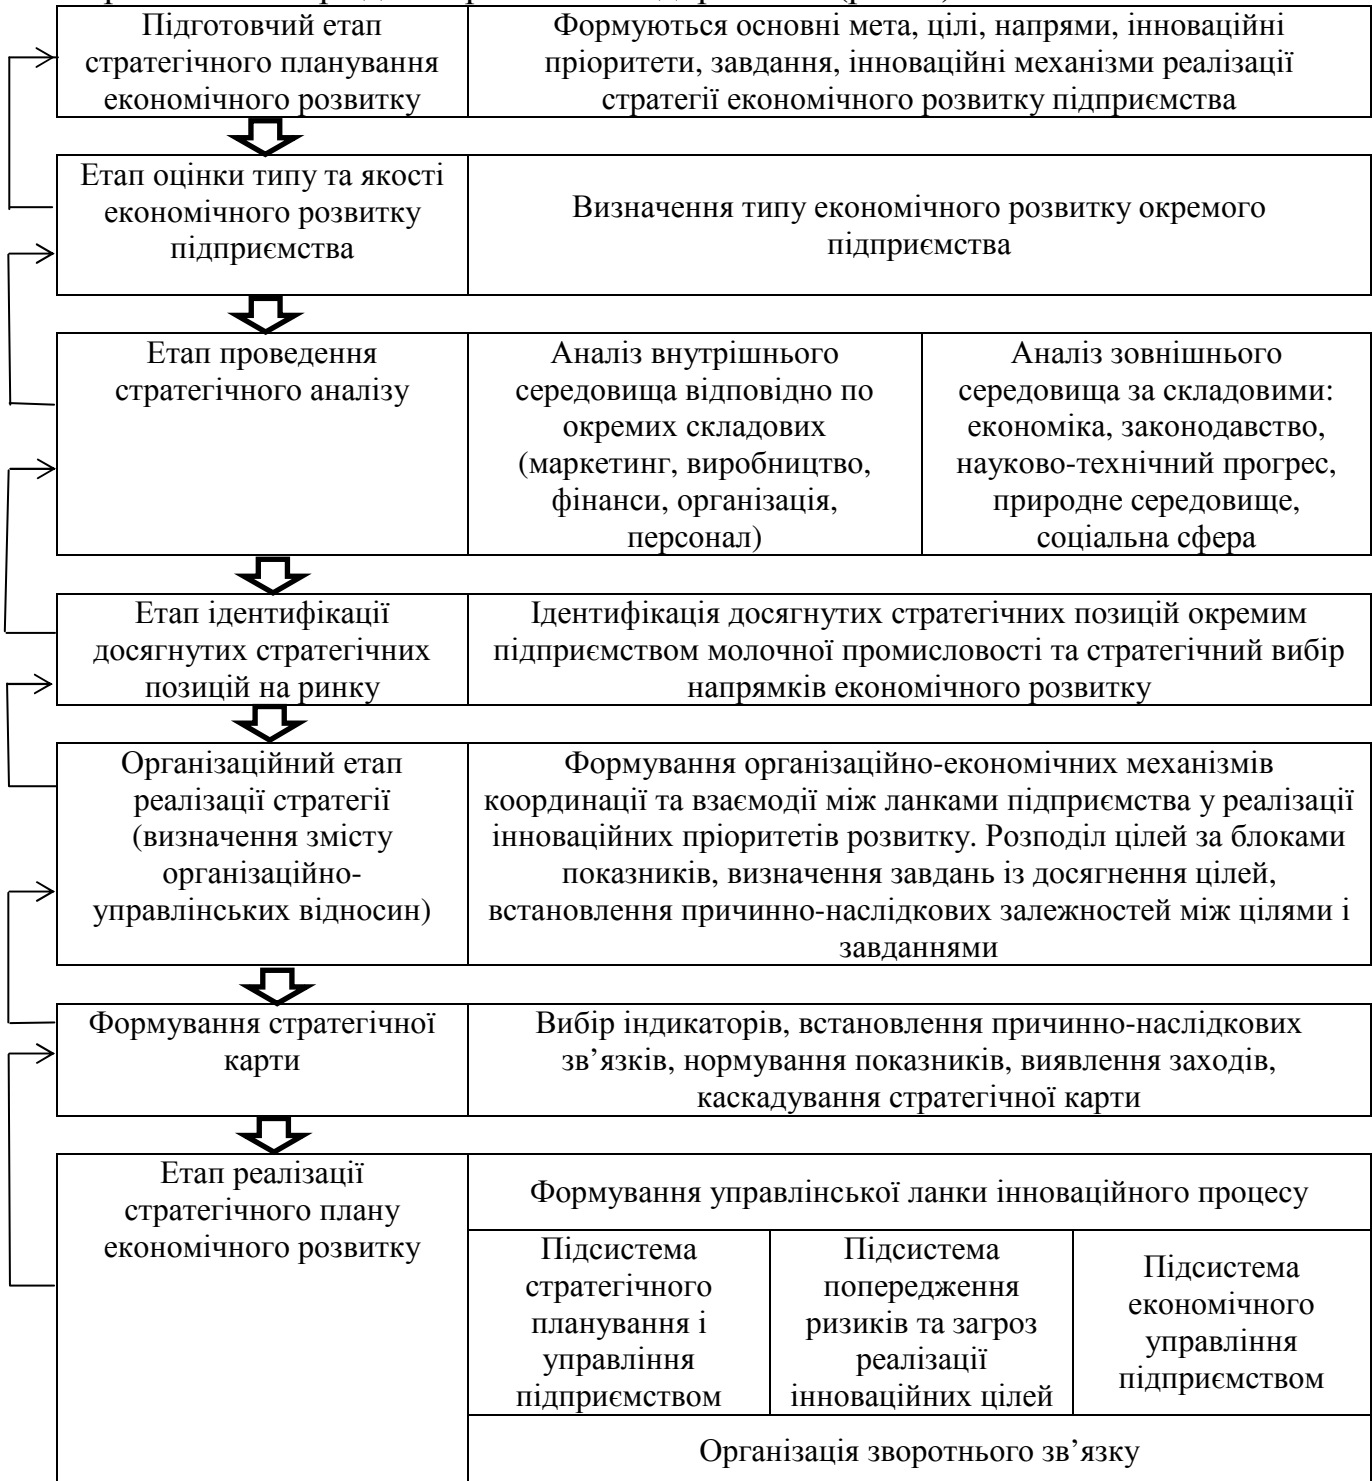 Підготовчий етап
стратегічного планування
економічного розвитку
Формуються основні мета, цілі, напрями, інноваційні
пріоритети, завдання, інноваційні механізми реалізації
стратегії економічного розвитку підприємства
Етап оцінки типу та якості
економічного розвитку
підприємства
Визначення типу економічного розвитку окремого
підприємства
Етап проведення
стратегічного аналізу
Аналіз внутрішнього
середовища відповідно по
окремих складових
(маркетинг, виробництво,
фінанси, організація,
персонал)
Аналіз зовнішнього
середовища за складовими:
економіка, законодавство,
науково-технічний прогрес,
природне середовище,
соціальна сфера
Етап ідентифікації
досягнутих стратегічних
позицій на ринку
Ідентифікація досягнутих стратегічних позицій окремим
підприємством молочної промисловості та стратегічний вибір
напрямків економічного розвитку
Організаційний етап
реалізації стратегії
(визначення змісту
організаційно-
управлінських відносин)
Формування організаційно-економічних механізмів
координації та взаємодії між ланками підприємства у реалізації
інноваційних пріоритетів розвитку. Розподіл цілей за блоками
показників, визначення завдань із досягнення цілей,
встановлення причинно-наслідкових залежностей між цілями і
завданнями
Формування стратегічної
карти
Вибір індикаторів, встановлення причинно-наслідкових
зв’язків, нормування показників, виявлення заходів,
каскадування стратегічної карти
Етап реалізації
стратегічного плану
економічного розвитку
Формування управлінської ланки інноваційного процесу
Підсистема
стратегічного
планування і
управління
підприємством
Підсистема
попередження
ризиків та загроз
реалізації
інноваційних цілей
Підсистема
економічного
управління
підприємством
Організація зворотнього зв’язку